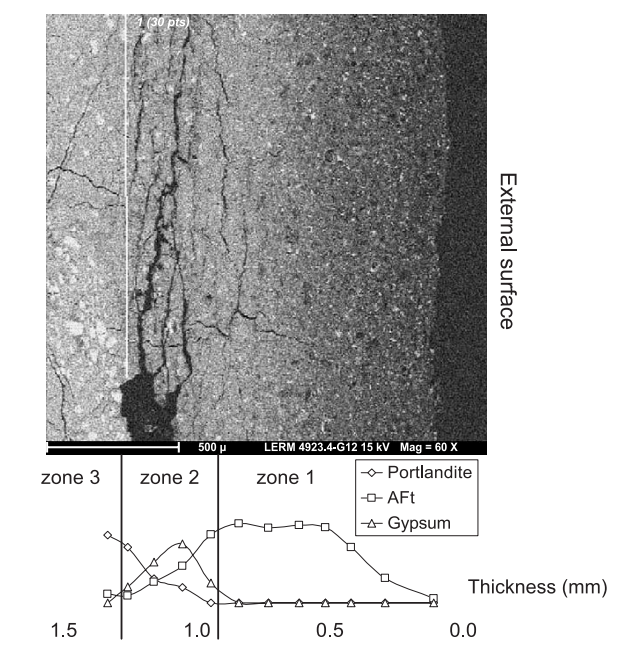 1 (30 pts)
External surface
500 µ LERM 4923.4-G12 15 kV Mag = 60 X
zone 3 zone 2 zone 1
Portlandite
AFt
Gypsum
Thickness (mm)
1.5 1.0 0.5 0.0